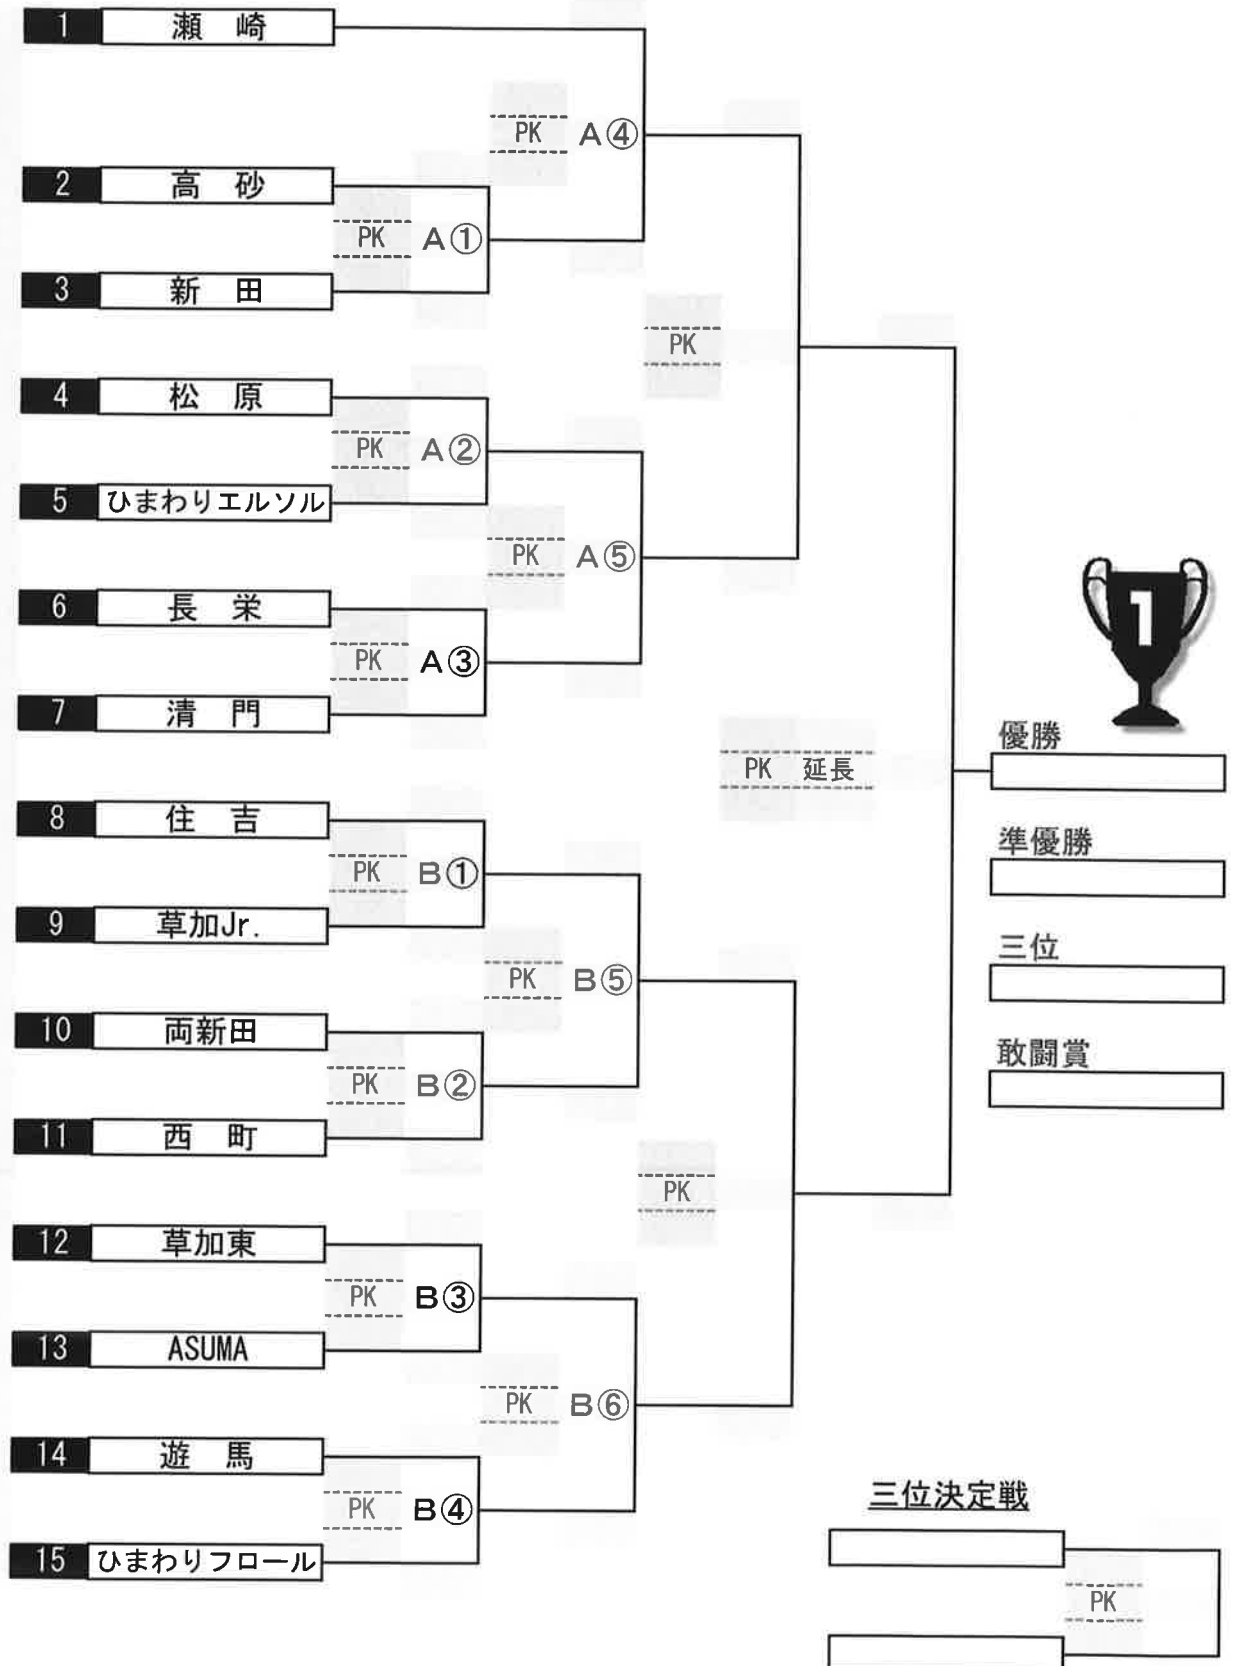 1 瀬崎
PK A④
2 高砂
PK A①
3 新田
PK
4 松原
PK A②
5 ひまわりエルソル
PK A⑤
6 長栄
PK A③
7 清門
1
優勝
PK 延長
8 住吉
準優勝
PK B①
9 草加Jr.
三位
PK B⑤
10 両新田
敢闘賞
PK B②
11 西町
PK
12 草加東
PK B③
13 ASUMA
PK B⑥
14 遊馬
三位決定戦
PK B④
15 ひまわりフロール
PK